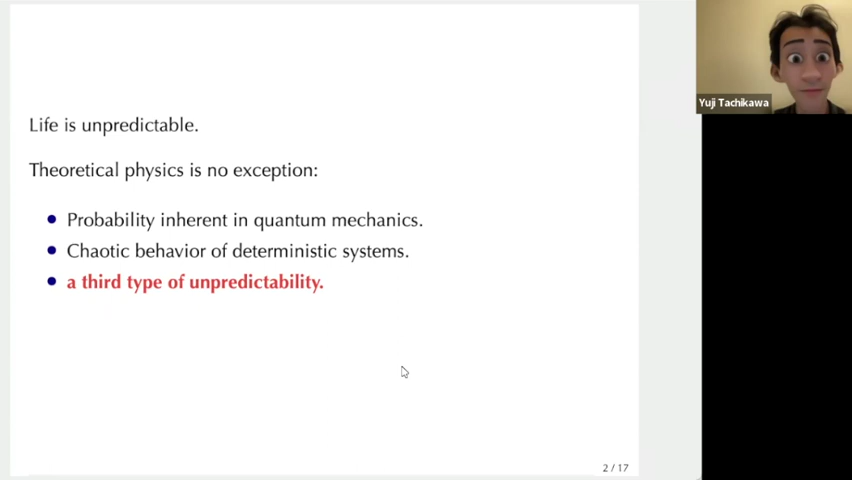 Life is unpredictable.
Theoretical physics is no exception:
Probability inherent in quantum mechanics.
Chaotic behavior of deterministic systems.
a third type of unpredictability.
2 / 17
Yuji Tachikawa